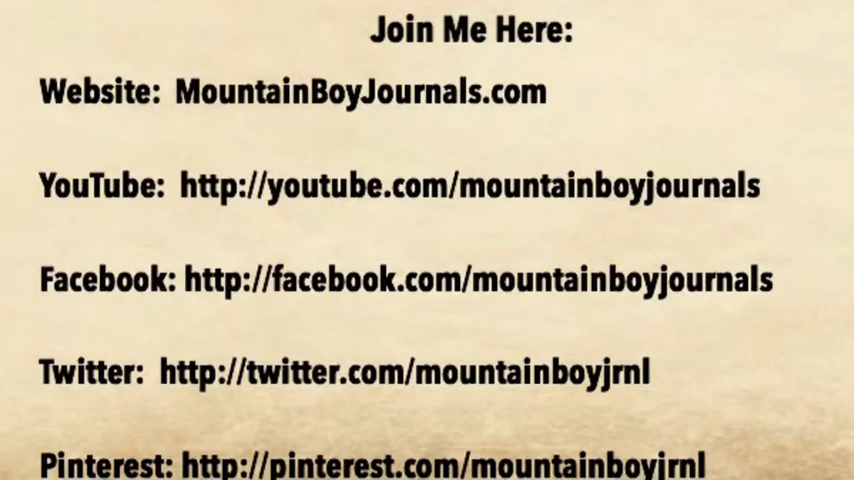 Join Me Here:
Website: MountainBoyJournals.com
YouTube: http://youtube.com/mountainboyjournals
Facebook: http://facebook.com/mountainboyjournals
Twitter: http://twitter.com/mountainboyjrnl
Pinterest: http://pinterest.com/mountainboyjrnl